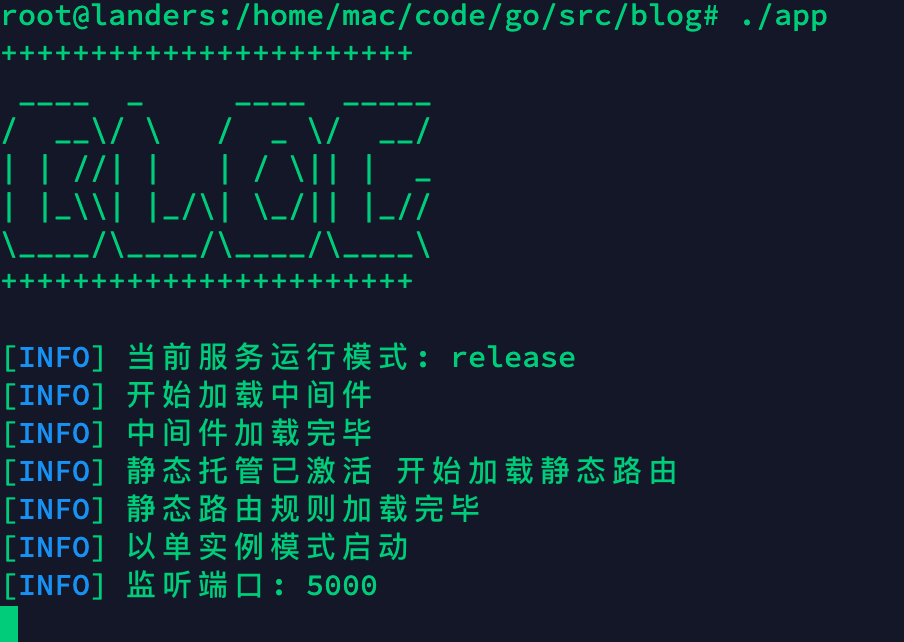 root@landers:/home/mac/code/go/src/blog# ./app
+++++++++++++++++++++++
 ____  _     ____  _____
/  __\/ \   /  _ \/  __/
| | //| |   | / \|| |  _
| |_\\| |_/\| \_/|| |_//
\____/\____/\____/\____\
+++++++++++++++++++++++
[INFO] 当前服务运行模式: release
[INFO] 开始加载中间件
[INFO] 中间件加载完毕
[INFO] 静态托管已激活 开始加载静态路由
[INFO] 静态路由规则加载完毕
[INFO] 以单实例模式启动
[INFO] 监听端口: 5000